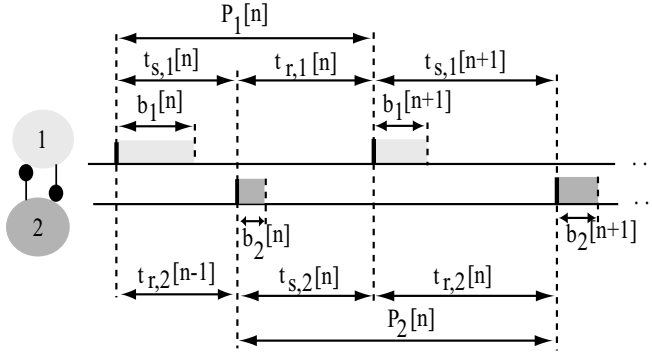 P1[n]
ts,1[n] tr,1[n] ts,1[n+1]
b1[n] b1[n+1]
1
. .
2
. .
b2[n] b2[n+1]
tr,2[n-1] ts,2[n] tr,2[n]
P2[n]